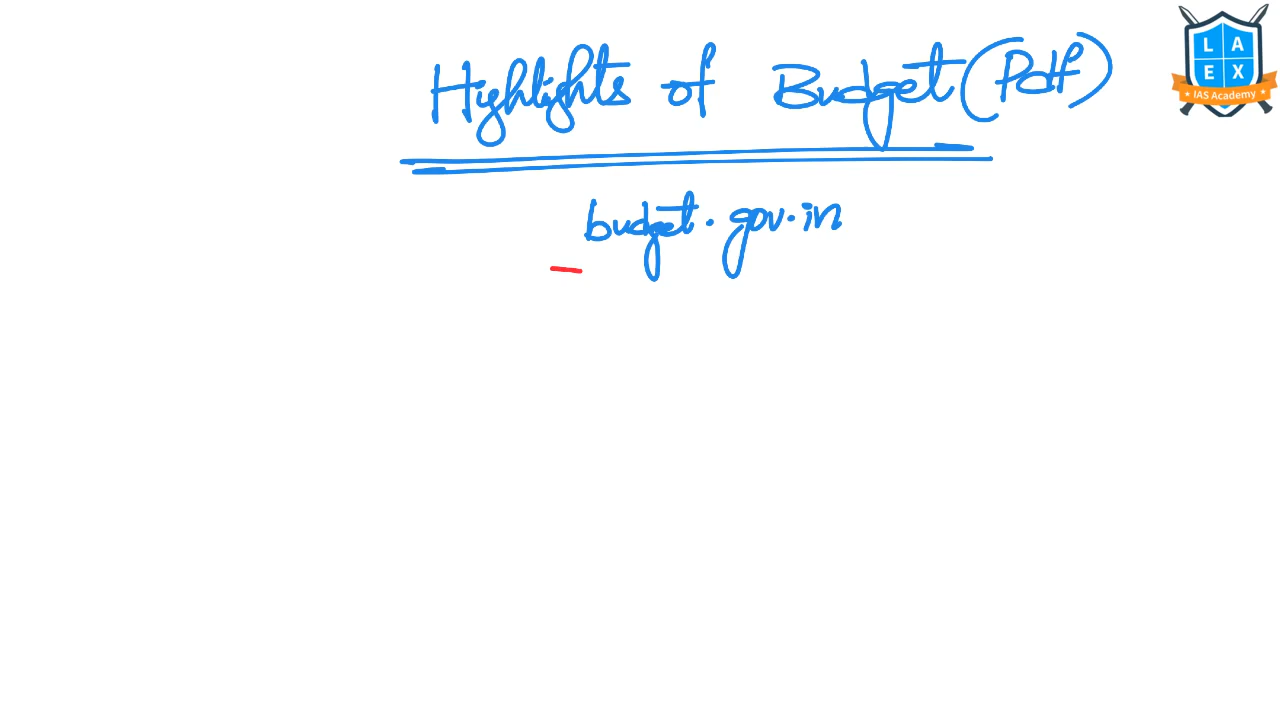 Highlights of Budget (Pdf)
budget.gov.in
L A
E X
★ IAS Academy ★